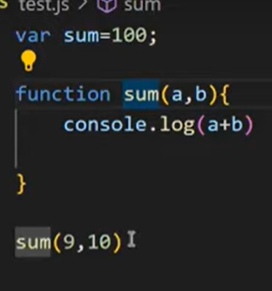 test.js > sum
var sum=100;
function sum(a,b){
console.log(a+b)
}
sum(9,10)